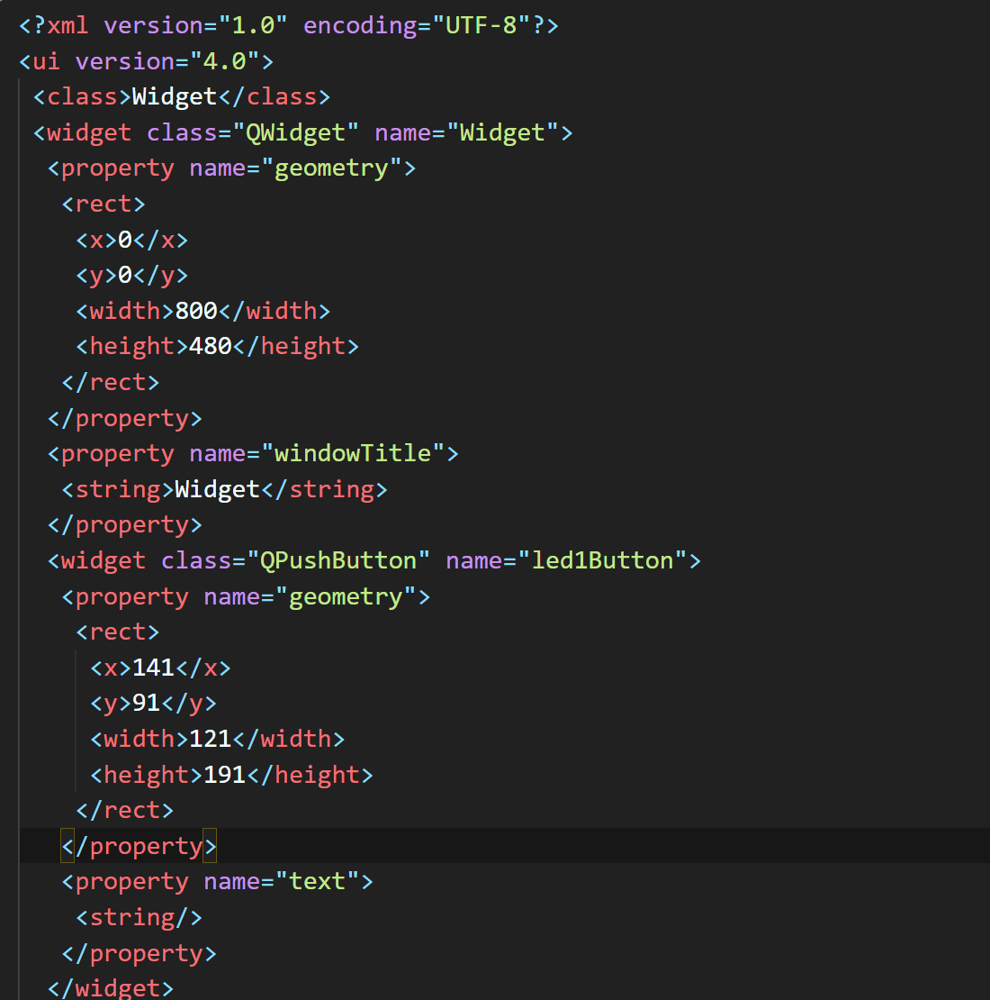 <?xml version="1.0" encoding="UTF-8"?>
<ui version="4.0">
 <class>Widget</class>
 <widget class="QWidget" name="Widget">
  <property name="geometry">
   <rect>
    <x>0</x>
    <y>0</y>
    <width>800</width>
    <height>480</height>
   </rect>
  </property>
  <property name="windowTitle">
   <string>Widget</string>
  </property>
  <widget class="QPushButton" name="led1Button">
   <property name="geometry">
    <rect>
     <x>141</x>
     <y>91</y>
     <width>121</width>
     <height>191</height>
    </rect>
   </property>
   <property name="text">
    <string/>
   </property>
  </widget>